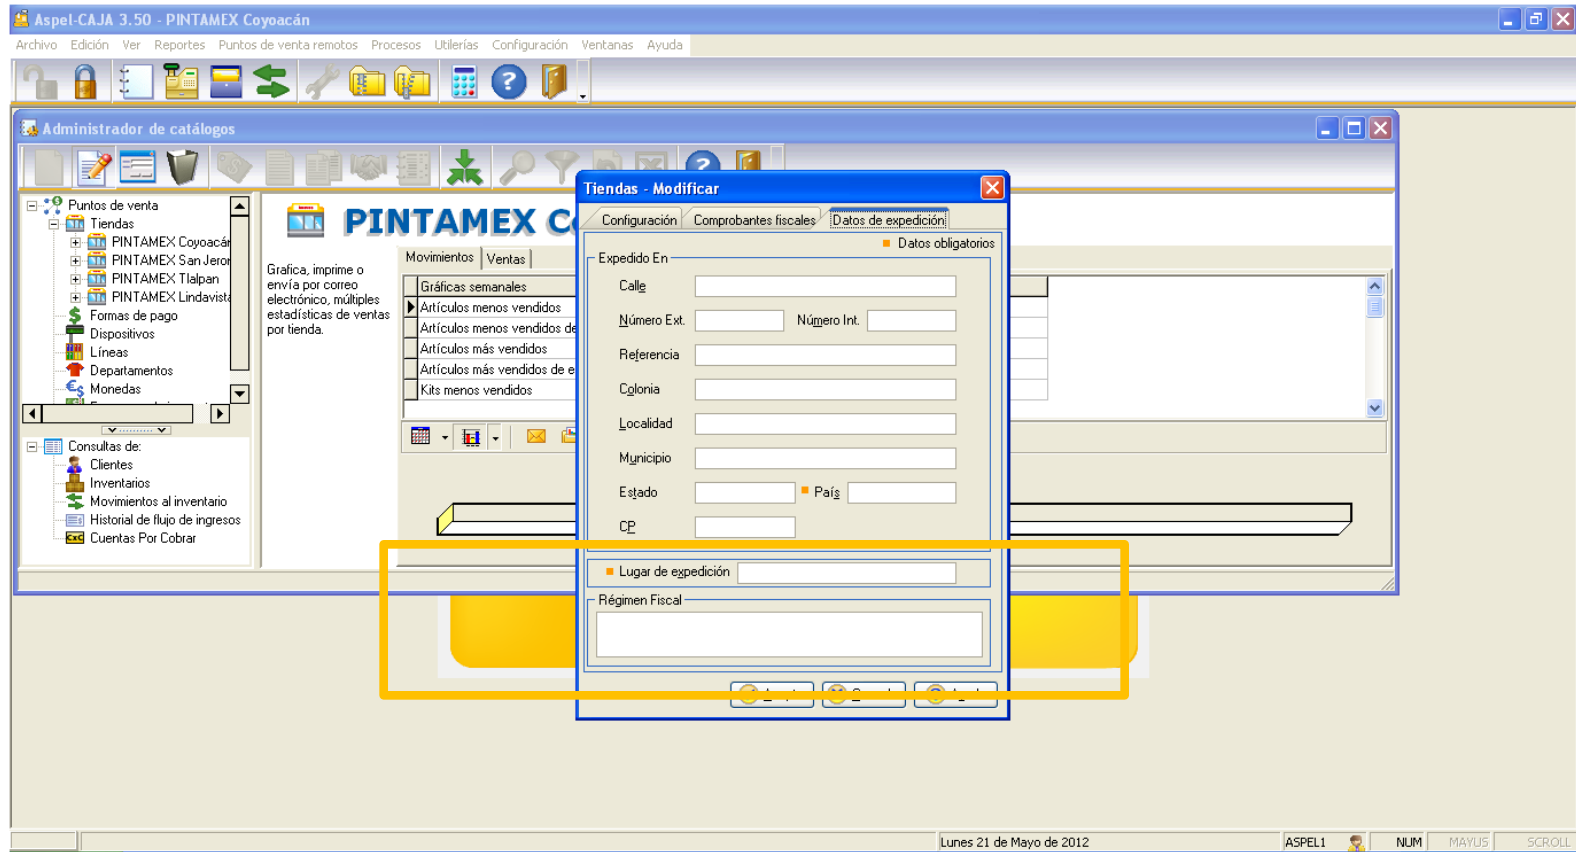 Aspel-CAJA 3.50 - PINTAMEX Coyoacán
Archivo Edición Ver Reportes Puntos de venta remotos Procesos Utilerías Configuración Ventanas Ayuda
Administrador de catálogos
Puntos de venta
Tiendas
PINTAMEX Coyoacán
PINTAMEX San Jeror
PINTAMEX Tlalpan
PINTAMEX Lindavista
Formas de pago
Dispositivos
Líneas
Departamentos
Monedas
Consultas de:
Clientes
Inventarios
Movimientos al inventario
Historial de flujo de ingresos
CxC Cuentas Por Cobrar
PINTAMEX C
Grafica, imprime o
envía por correo
electrónico, múltiples
estadísticas de ventas
por tienda.
Movimientos Ventas
Gráficas semanales
Artículos menos vendidos
Artículos menos vendidos de
Artículos más vendidos
Artículos más vendidos de e
Kits menos vendidos
Tiendas - Modificar
Configuración Comprobantes fiscales Datos de expedición
Datos obligatorios
Expedido En
Calle
Número Ext. Número Int.
Referencia
Colonia
Localidad
Municipio
Estado País
CP
Lugar de expedición
Régimen Fiscal
Lunes 21 de Mayo de 2012 ASPEL1 NUM MAYUS SCROLL